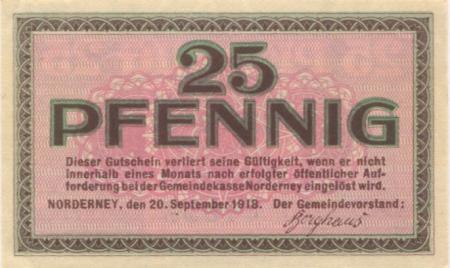 25
PFENNIG
Dieser Gutschein verliert seine Gültigkeit, wenn er nicht
innerhalb eines Monats nach erfolgter öffentlicher Auf-
forderung bei der Gemeindekasse Norderney eingelöst wird.
NORDERNEY, den 20. September 1918. Der Gemeindevorstand:
Berghaus